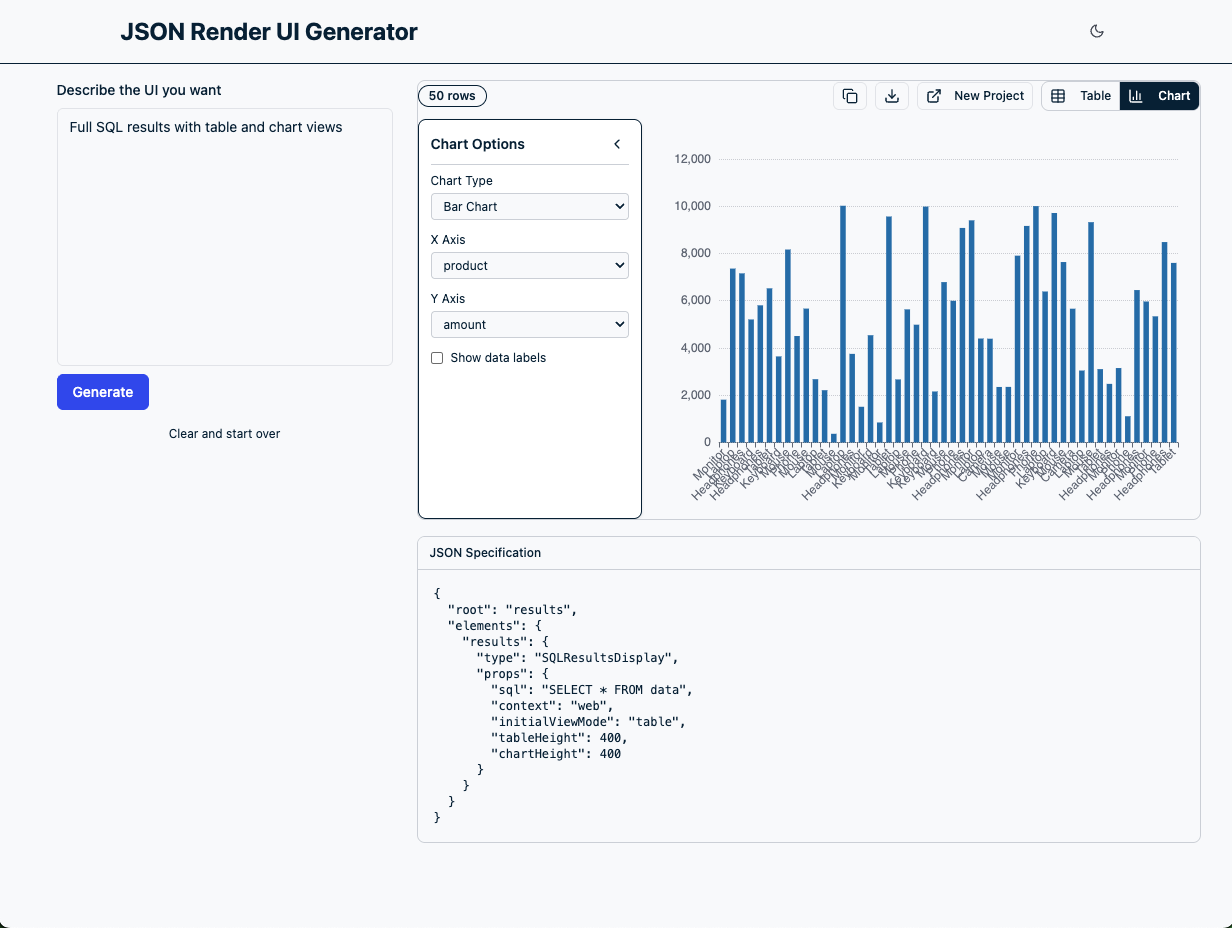 JSON Render UI Generator
Describe the UI you want
Full SQL results with table and chart views
Generate
Clear and start over
50 rows
New Project
Table
Chart
Chart Options
Chart Type
Bar Chart
X Axis
product
Y Axis
amount
Show data labels
12,000
10,000
8,000
6,000
4,000
2,000
0
Monitor
Tablet
JSON Specification
{
"root": "results",
"elements": {
"results": {
"type": "SQLResultsDisplay",
"props": {
"sql": "SELECT * FROM data",
"context": "web",
"initialViewMode": "table",
"tableHeight": 400,
"chartHeight": 400
}
}
}
}